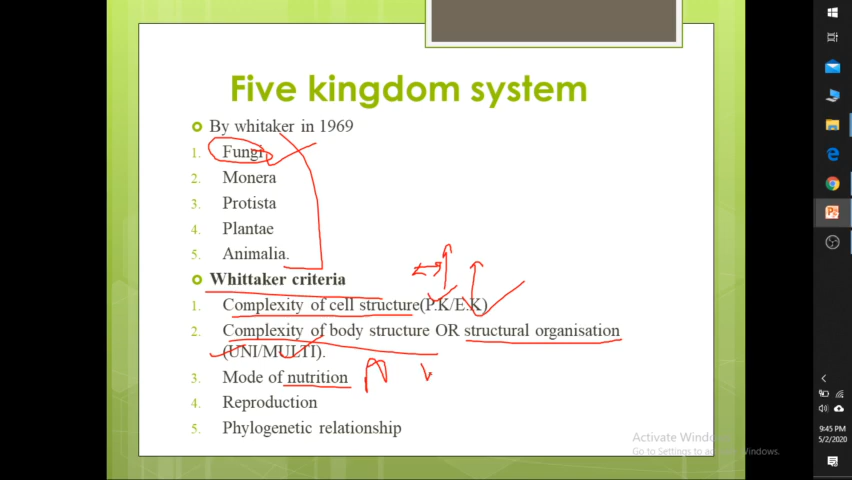 Five kingdom system
By whitaker in 1969
1. Fungi
2. Monera
3. Protista
4. Plantae
5. Animalia.
Whittaker criteria
1. Complexity of cell structure(P.K/E.K)
2. Complexity of body structure OR structural organisation
(UNI/MULTI).
3. Mode of nutrition
4. Reproduction
5. Phylogenetic relationship
Activate Windows
Go to Settings to activate Windows.
9:45 PM
5/2/2020